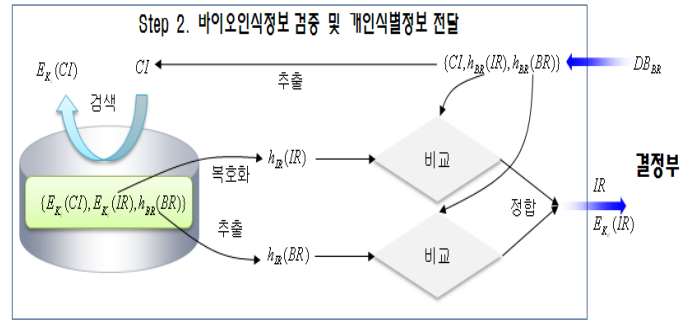 Step 2. 바이오인식정보 검증 및 개인식별정보 전달
E_K(CI)
CI
{CI, h_BR(IR), h_BR(BR)}
DB_BR
추출
검색
비교
결정부
복호화
h_IR(IR)
IR
{E_K(CI), E_K(IR), h_BR(BR)}
정합
E_K(IR)
추출
h_IR(BR)
비교